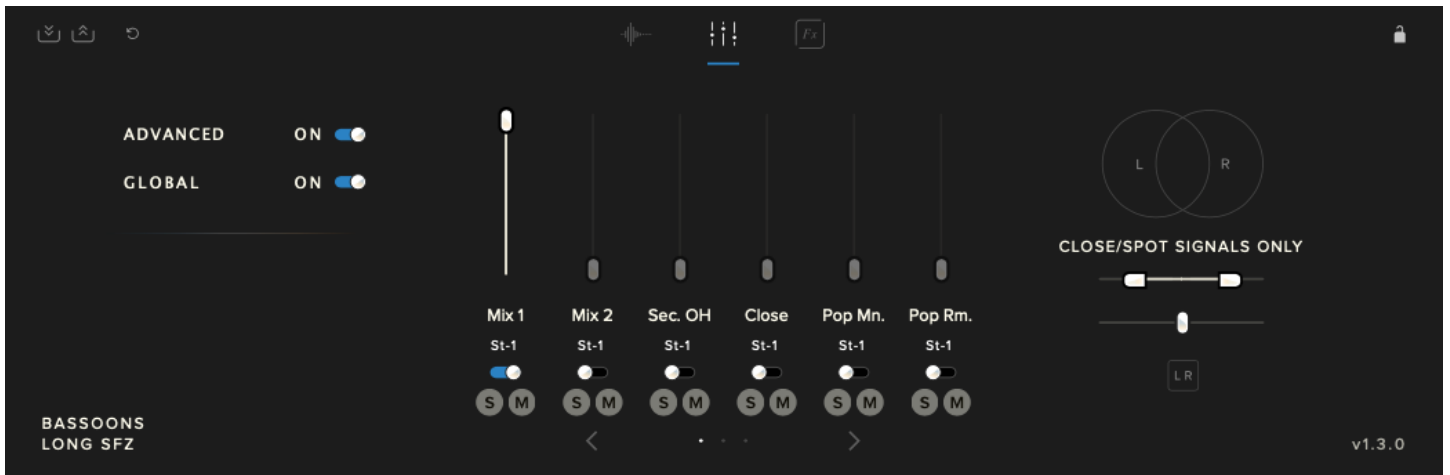 Fx
ADVANCED ON
GLOBAL ON
L R
CLOSE/SPOT SIGNALS ONLY
Mix 1 Mix 2 Sec. OH Close Pop Mn. Pop Rm.
St-1 St-1 St-1 St-1 St-1 St-1
S M S M S M S M S M S M
LR
BASSOONS
LONG SFZ
v1.3.0